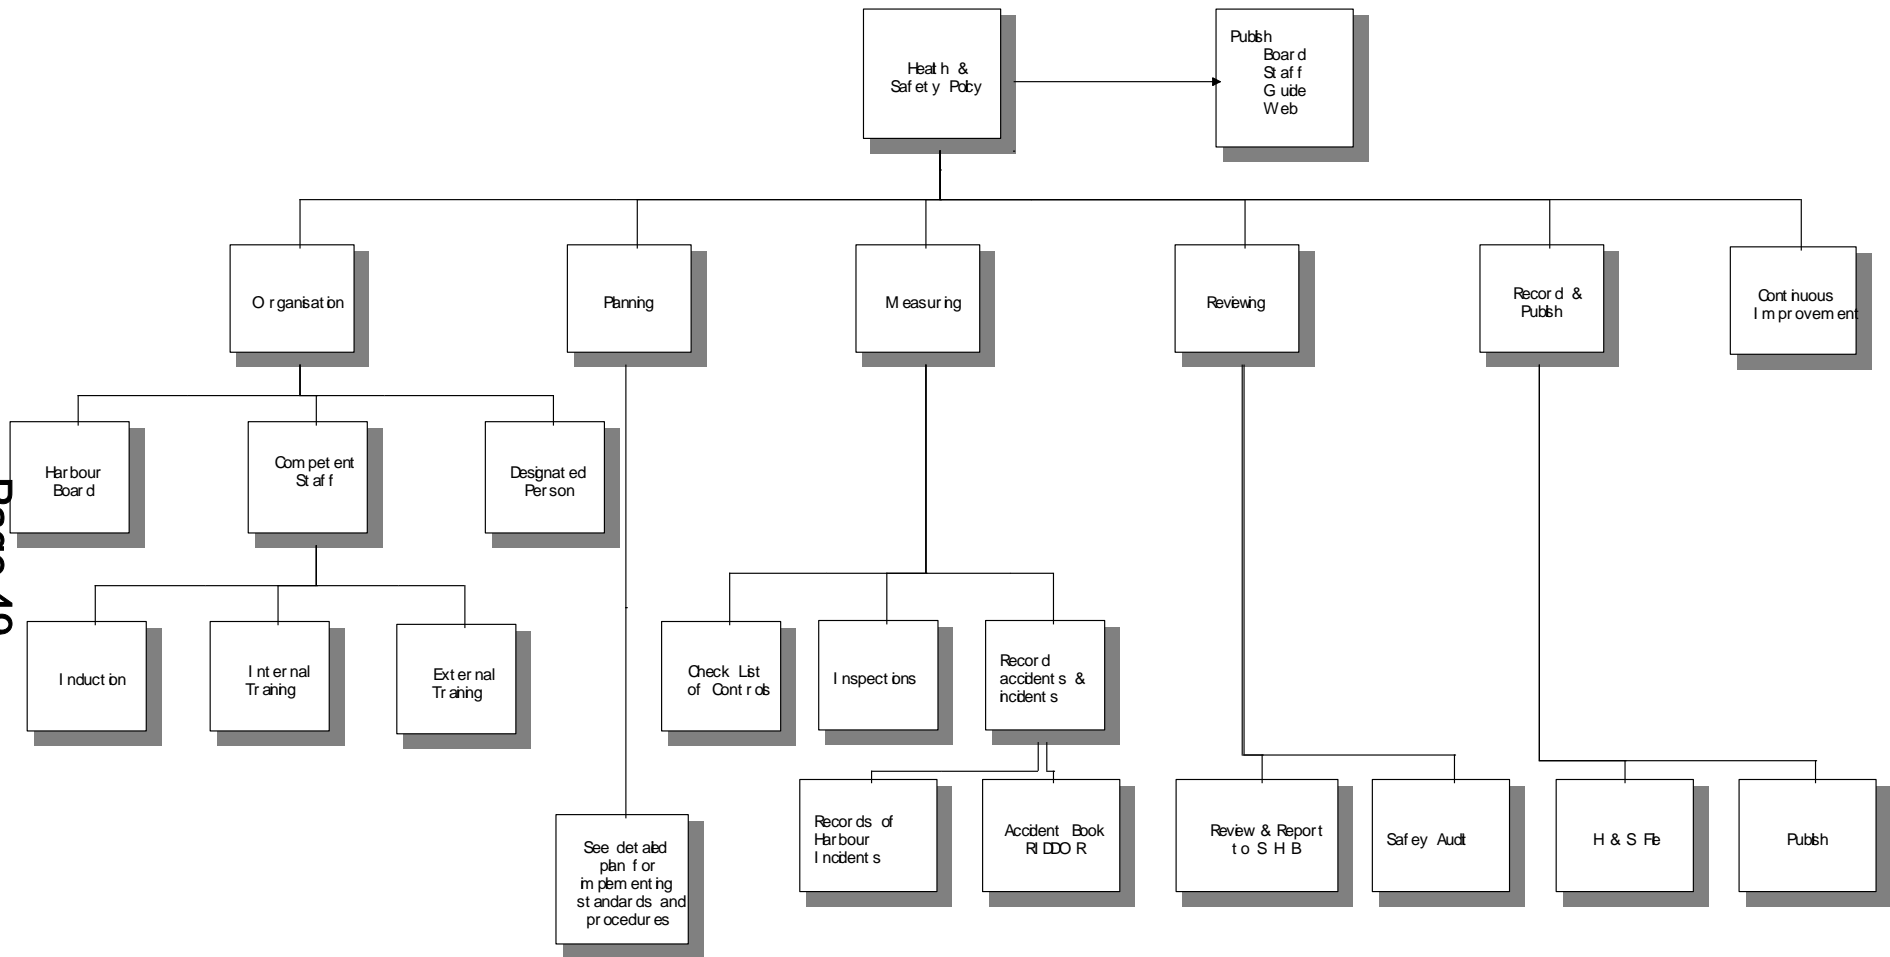 Health &
Safety Policy
Publish
Board
Staff
Guide
Web
Organisation
Planning
Measuring
Reviewing
Record &
Publish
Continuous
Improvement
Harbour
Board
Competent
Staff
Designated
Person
Induction
Internal
Training
External
Training
Check List
of Controls
Inspections
Record
accidents &
incidents
Records of
Harbour
Incidents
Accident Book
RIDDOR
Review & Report
to SHB
Safey Audit
H & S File
Publish
See detailed
plan for
implementing
standards and
procedures